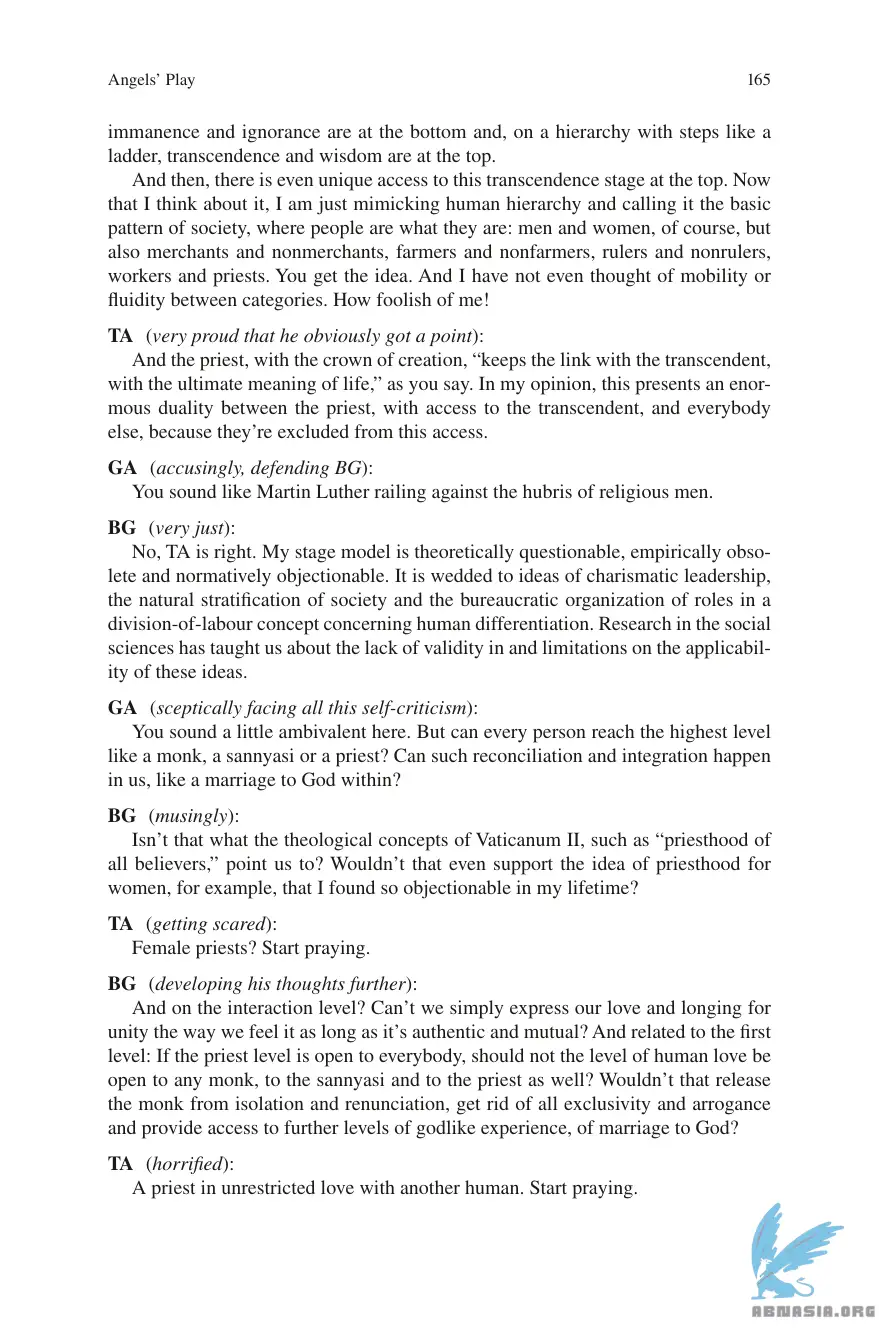 Angels’ Play 165
immanence and ignorance are at the bottom and, on a hierarchy with steps like a
ladder, transcendence and wisdom are at the top.
And then, there is even unique access to this transcendence stage at the top. Now
that I think about it, I am just mimicking human hierarchy and calling it the basic
pattern of society, where people are what they are: men and women, of course, but
also merchants and nonmerchants, farmers and nonfarmers, rulers and nonrulers,
workers and priests. You get the idea. And I have not even thought of mobility or
fluidity between categories. How foolish of me!
TA (very proud that he obviously got a point):
And the priest, with the crown of creation, “keeps the link with the transcendent,
with the ultimate meaning of life,” as you say. In my opinion, this presents an enor-
mous duality between the priest, with access to the transcendent, and everybody
else, because they’re excluded from this access.
GA (accusingly, defending BG):
You sound like Martin Luther railing against the hubris of religious men.
BG (very just):
No, TA is right. My stage model is theoretically questionable, empirically obso-
lete and normatively objectionable. It is wedded to ideas of charismatic leadership,
the natural stratification of society and the bureaucratic organization of roles in a
division-of-labour concept concerning human differentiation. Research in the social
sciences has taught us about the lack of validity in and limitations on the applicabil-
ity of these ideas.
GA (sceptically facing all this self-criticism):
You sound a little ambivalent here. But can every person reach the highest level
like a monk, a sannyasi or a priest? Can such reconciliation and integration happen
in us, like a marriage to God within?
BG (musingly):
Isn’t that what the theological concepts of Vaticanum II, such as “priesthood of
all believers,” point us to? Wouldn’t that even support the idea of priesthood for
women, for example, that I found so objectionable in my lifetime?
TA (getting scared):
Female priests? Start praying.
BG (developing his thoughts further):
And on the interaction level? Can’t we simply express our love and longing for
unity the way we feel it as long as it’s authentic and mutual? And related to the first
level: If the priest level is open to everybody, should not the level of human love be
open to any monk, to the sannyasi and to the priest as well? Wouldn’t that release
the monk from isolation and renunciation, get rid of all exclusivity and arrogance
and provide access to further levels of godlike experience, of marriage to God?
TA (horrified):
A priest in unrestricted love with another human. Start praying.
ABNASIA.ORG